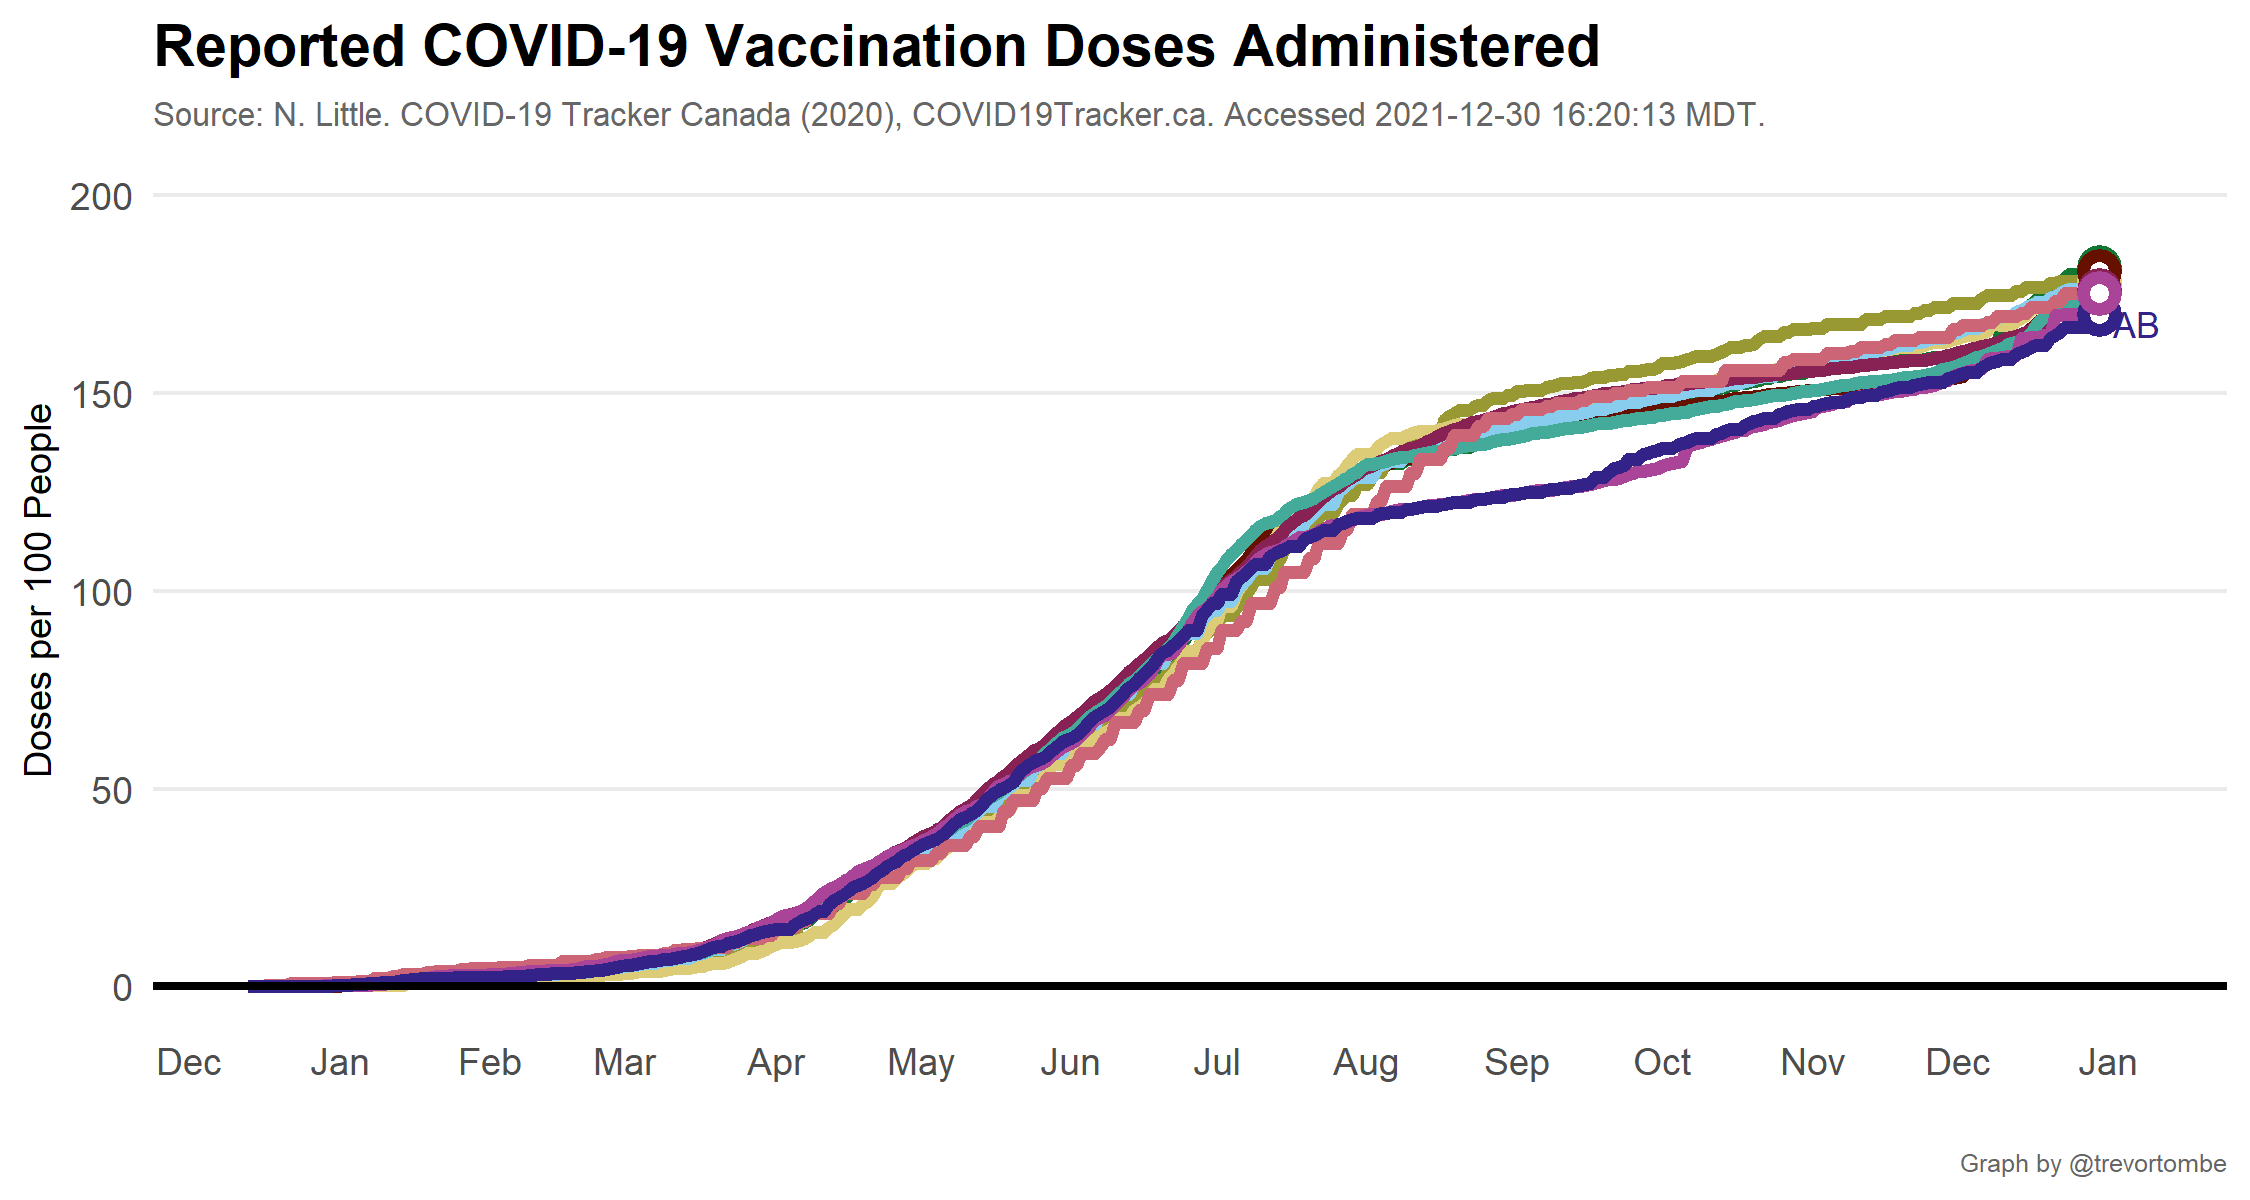 Reported COVID-19 Vaccination Doses Administered
Source: N. Little. COVID-19 Tracker Canada (2020), COVID19Tracker.ca. Accessed 2021-12-30 16:20:13 MDT.
Doses per 100 People
200
150
100
50
0
AB
Dec Jan Feb Mar Apr May Jun Jul Aug Sep Oct Nov Dec Jan
Graph by @trevortombe